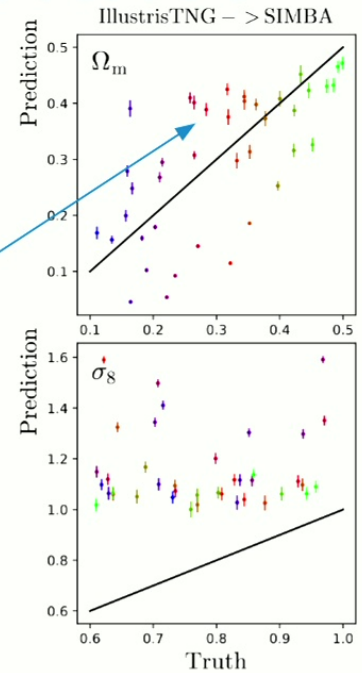 IllustrisTNG − > SIMBA
Prediction
Ωm
0.5
0.4
0.3
0.2
0.1
0.1 0.2 0.3 0.4 0.5
Prediction
σ8
1.6
1.4
1.2
1.0
0.8
0.6
0.6 0.7 0.8 0.9 1.0
Truth